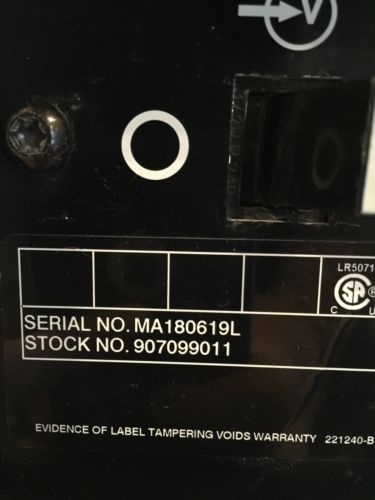 V
LR5071
C
SERIAL NO. MA180619L
STOCK NO. 907099011
EVIDENCE OF LABEL TAMPERING VOIDS WARRANTY 221240-B